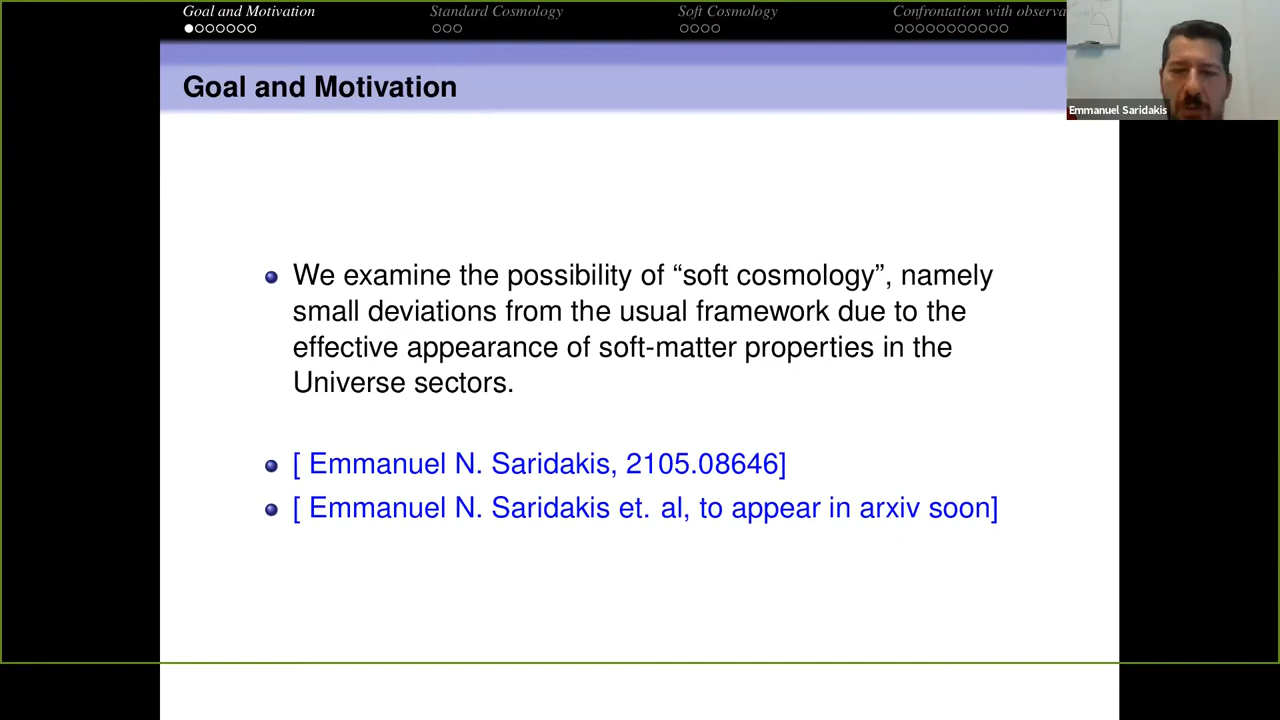 Goal and Motivation
Standard Cosmology
Soft Cosmology
Confrontation with observa
Emmanuel Saridakis
Goal and Motivation
We examine the possibility of “soft cosmology”, namely
small deviations from the usual framework due to the
effective appearance of soft-matter properties in the
Universe sectors.
[ Emmanuel N. Saridakis, 2105.08646]
[ Emmanuel N. Saridakis et. al, to appear in arxiv soon]